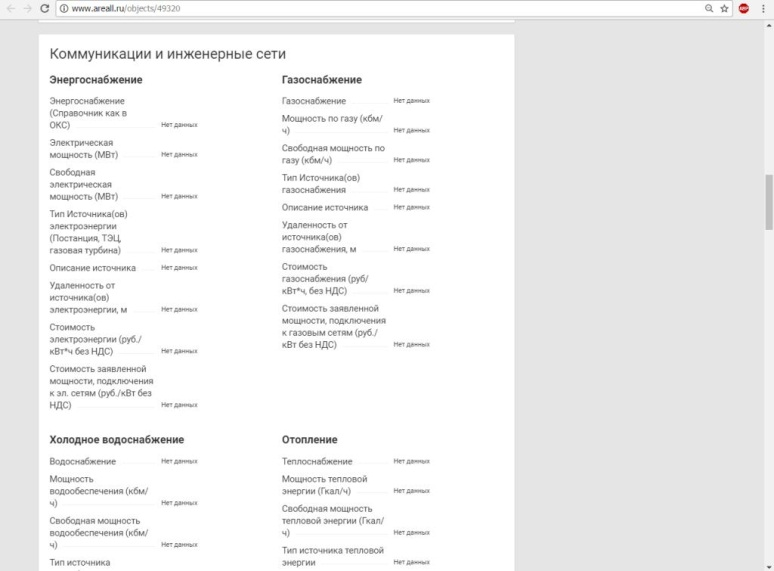 www.areall.ru/objects/49320
Коммуникации и инженерные сети
Энергоснабжение
Энергоснабжение
(Справочник как в
ОКС) Нет данных
Электрическая
мощность (МВт) Нет данных
Свободная
электрическая
мощность (МВт) Нет данных
Тип Источника(ов)
электроэнергии
(Постанция, ТЭЦ,
газовая турбина) Нет данных
Описание источника Нет данных
Удаленность от
источника(ов)
электроэнергии, м Нет данных
Стоимость
электроэнергии (руб./
кВт*ч без НДС) Нет данных
Стоимость заявленной
мощности, подключения
к эл. сетям (руб./кВт без
НДС) Нет данных
Газоснабжение
Газоснабжение Нет данных
Мощность по газу (кбм/
ч) Нет данных
Свободная мощность по
газу (кбм/ч) Нет данных
Тип Источника(ов)
газоснабжения Нет данных
Описание источника Нет данных
Удаленность от
источника(ов)
газоснабжения, м Нет данных
Стоимость
газоснабжения (руб/
кВт*ч, без НДС) Нет данных
Стоимость заявленной
мощности, подключения
к газовым сетям (руб./
кВт без НДС) Нет данных
Холодное водоснабжение
Водоснабжение Нет данных
Мощность
водообеспечения (кбм/
ч) Нет данных
Свободная мощность
водообеспечения (кбм/
ч) Нет данных
Тип источника
Отопление
Теплоснабжение Нет данных
Мощность тепловой
энергии (Гкал/ч) Нет данных
Свободная мощность
тепловой энергии (Гкал/
ч) Нет данных
Тип источника тепловой
энергии Нет данных